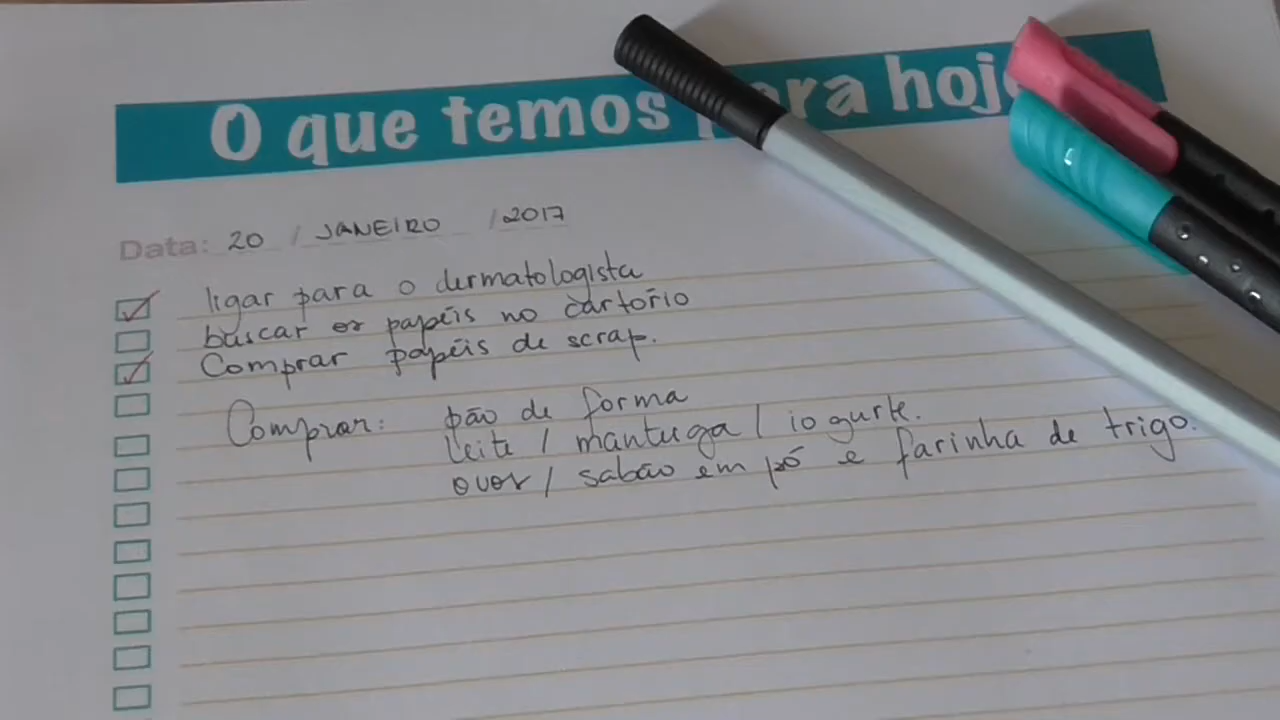 O que temos para hoje
Data: 20 / JANEIRO / 2017
ligar para o dermatologista
buscar os papéis no cartório
Comprar papéis de scrap.
Comprar: pão de forma
leite / mantuga / iogurte.
ovos / sabão em pó e farinha de trigo.